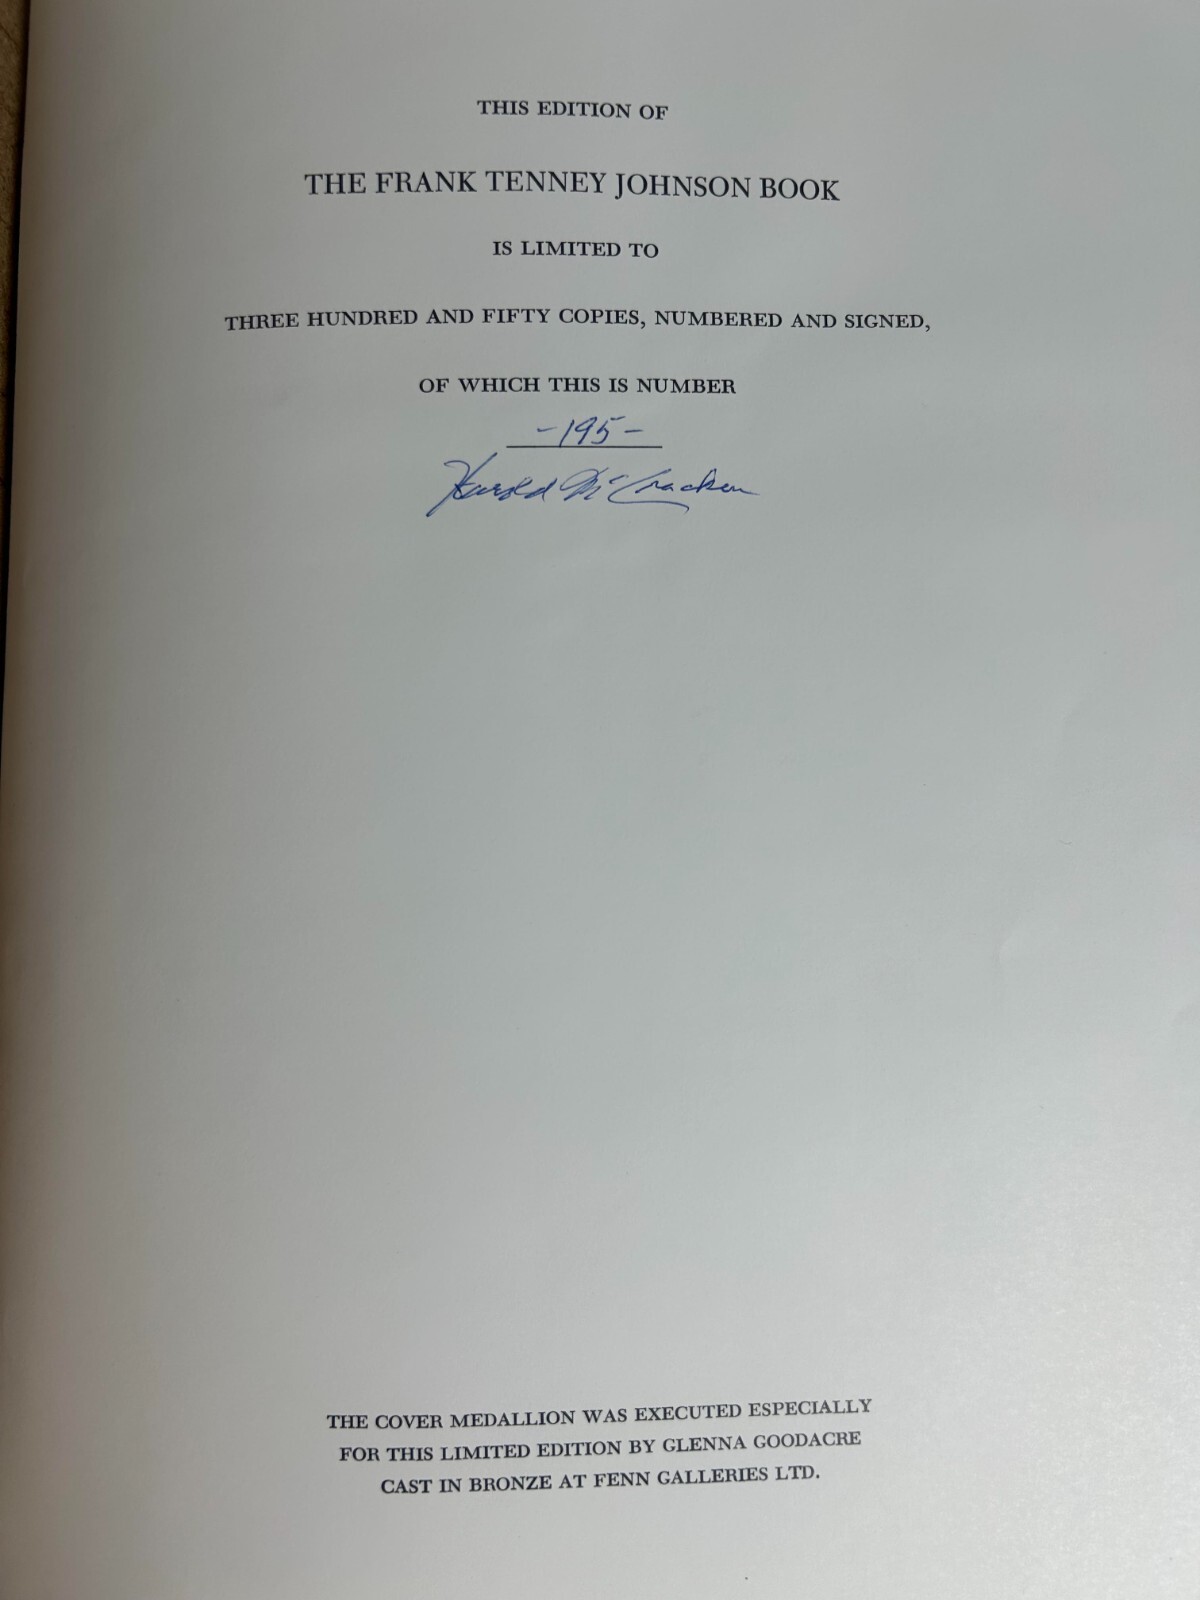 THIS EDITION OF
THE FRANK TENNEY JOHNSON BOOK
IS LIMITED TO
THREE HUNDRED AND FIFTY COPIES, NUMBERED AND SIGNED,
OF WHICH THIS IS NUMBER
-195-
Harold McCracken
THE COVER MEDALLION WAS EXECUTED ESPECIALLY
FOR THIS LIMITED EDITION BY GLENNA GOODACRE
CAST IN BRONZE AT FENN GALLERIES LTD.